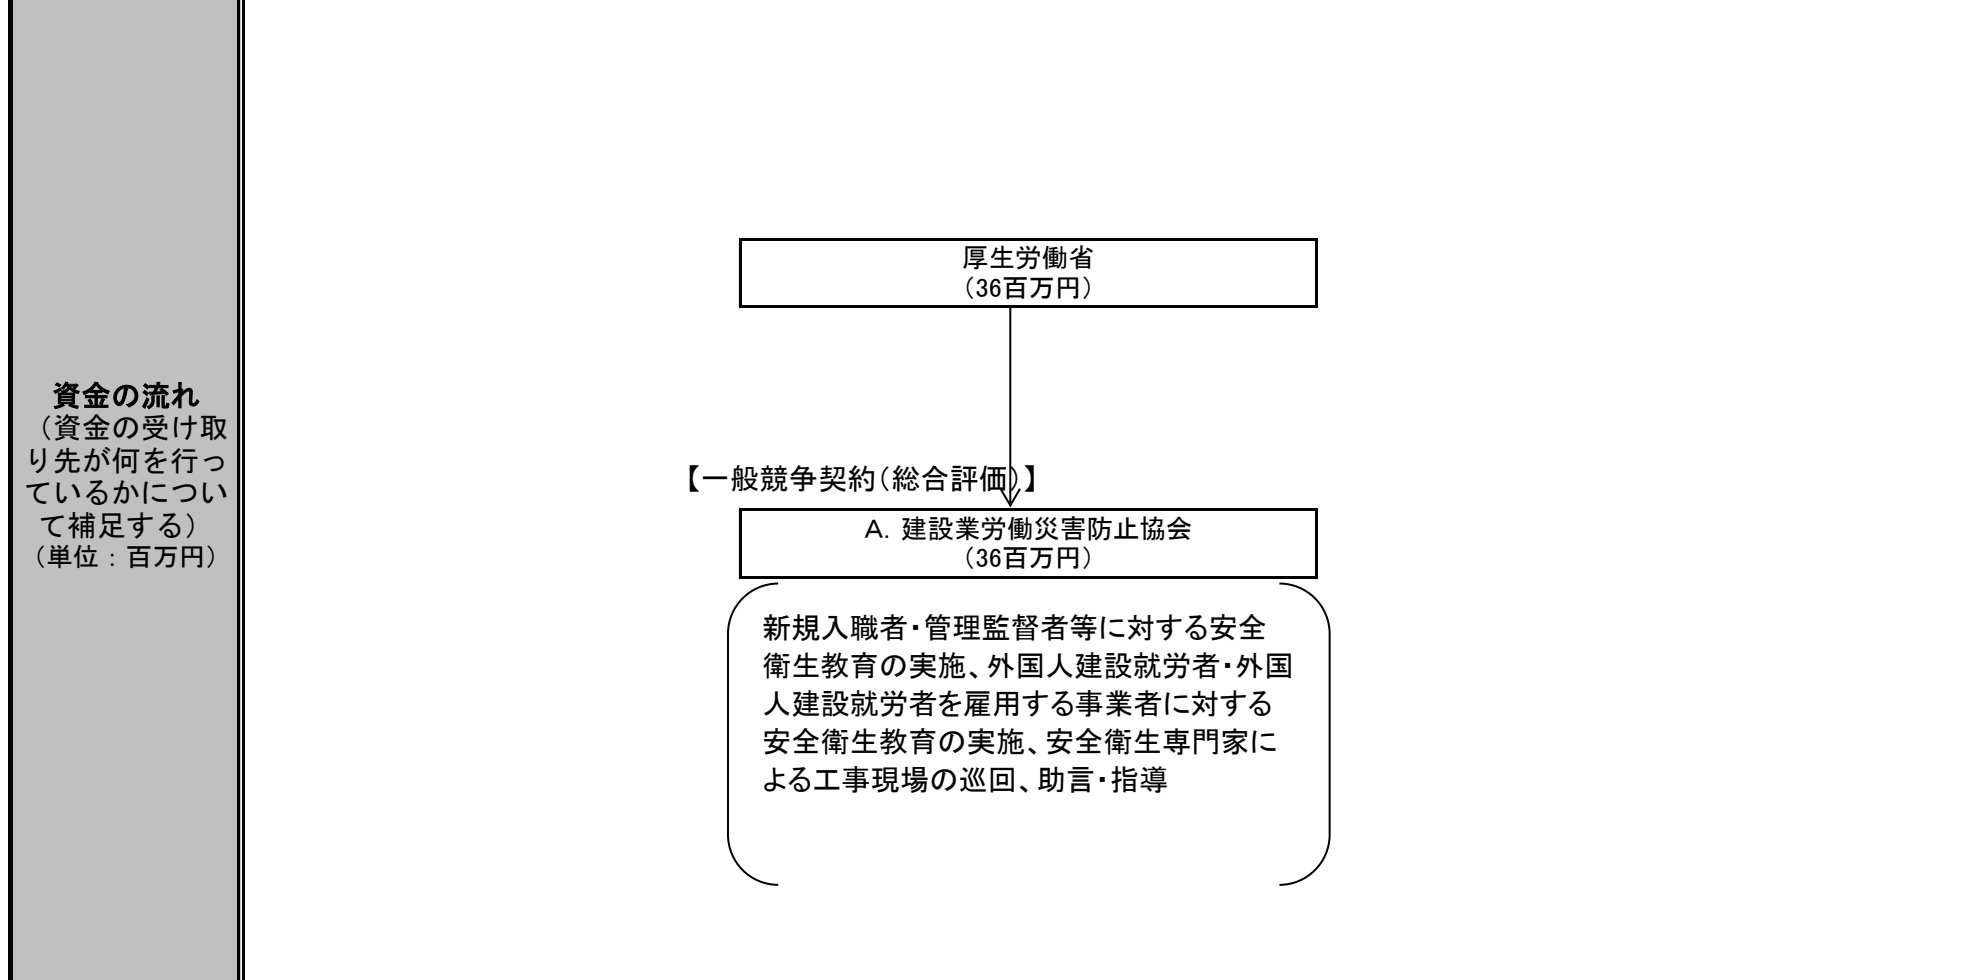 資金の流れ
（資金の受け取
り先が何を行っ
ているかについ
て補足する）
（単位：百万円）
厚生労働省
（36百万円）
【一般競争契約（総合評価）】
A．建設業労働災害防止協会
（36百万円）
新規入職者・管理監督者等に対する安全
衛生教育の実施、外国人建設就労者・外国
人建設就労者を雇用する事業者に対する
安全衛生教育の実施、安全衛生専門家に
よる工事現場の巡回、助言・指導